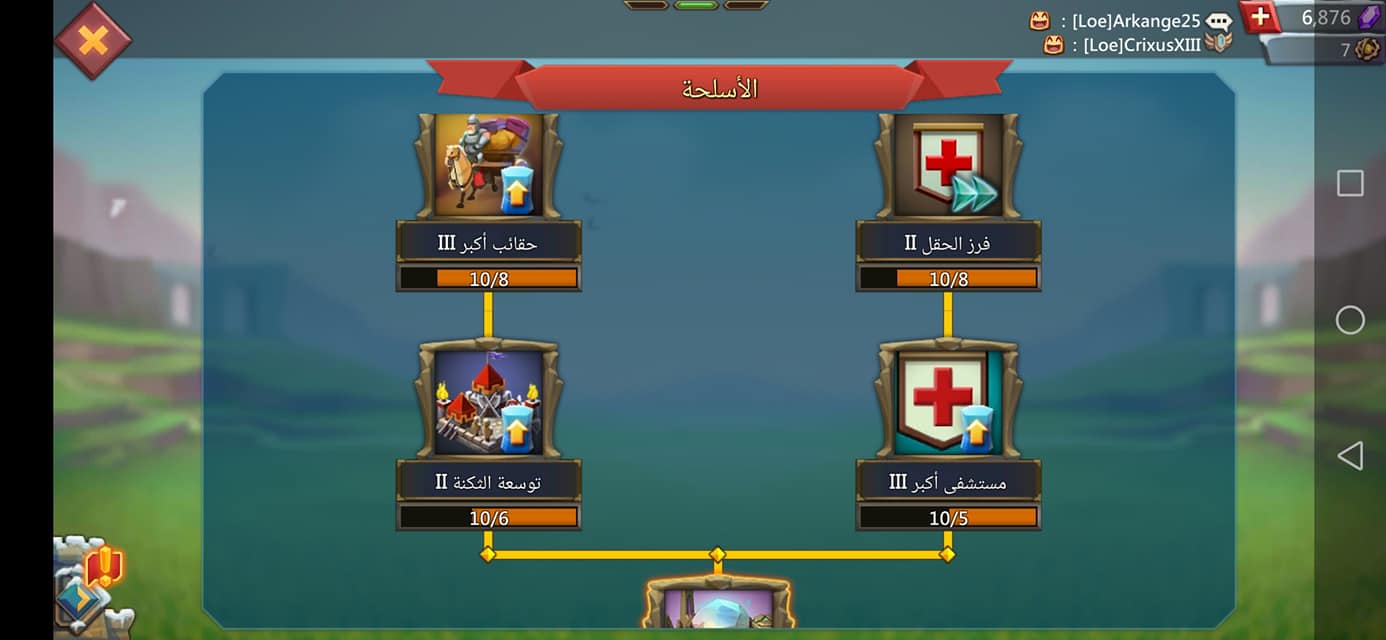 : [Loe]Arkange25
: [Loe]CrixusXIII
6,876
7
الأسلحة
حقائب أكبر III
10/8
فرز الحقل II
10/8
توسعة الثكنة II
10/6
مستشفى أكبر III
10/5